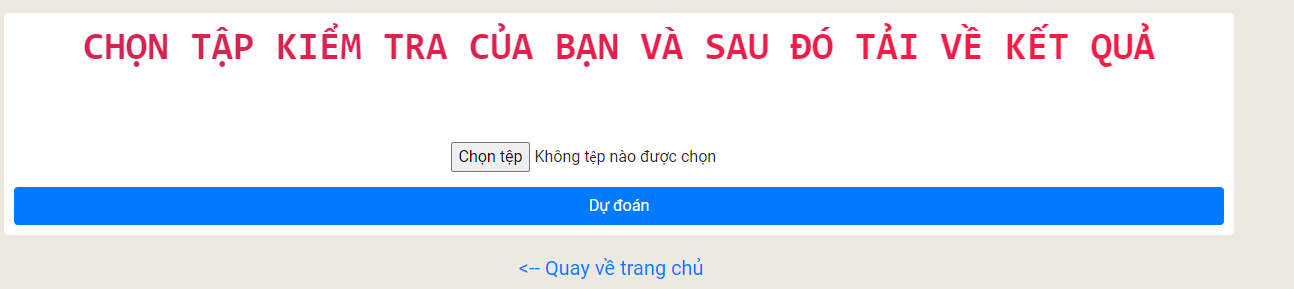 CHỌN TẬP KIỂM TRA CỦA BẠN VÀ SAU ĐÓ TẢI VỀ KẾT QUẢ
Chọn tệp Không tệp nào được chọn
Dự đoán
<-- Quay về trang chủ